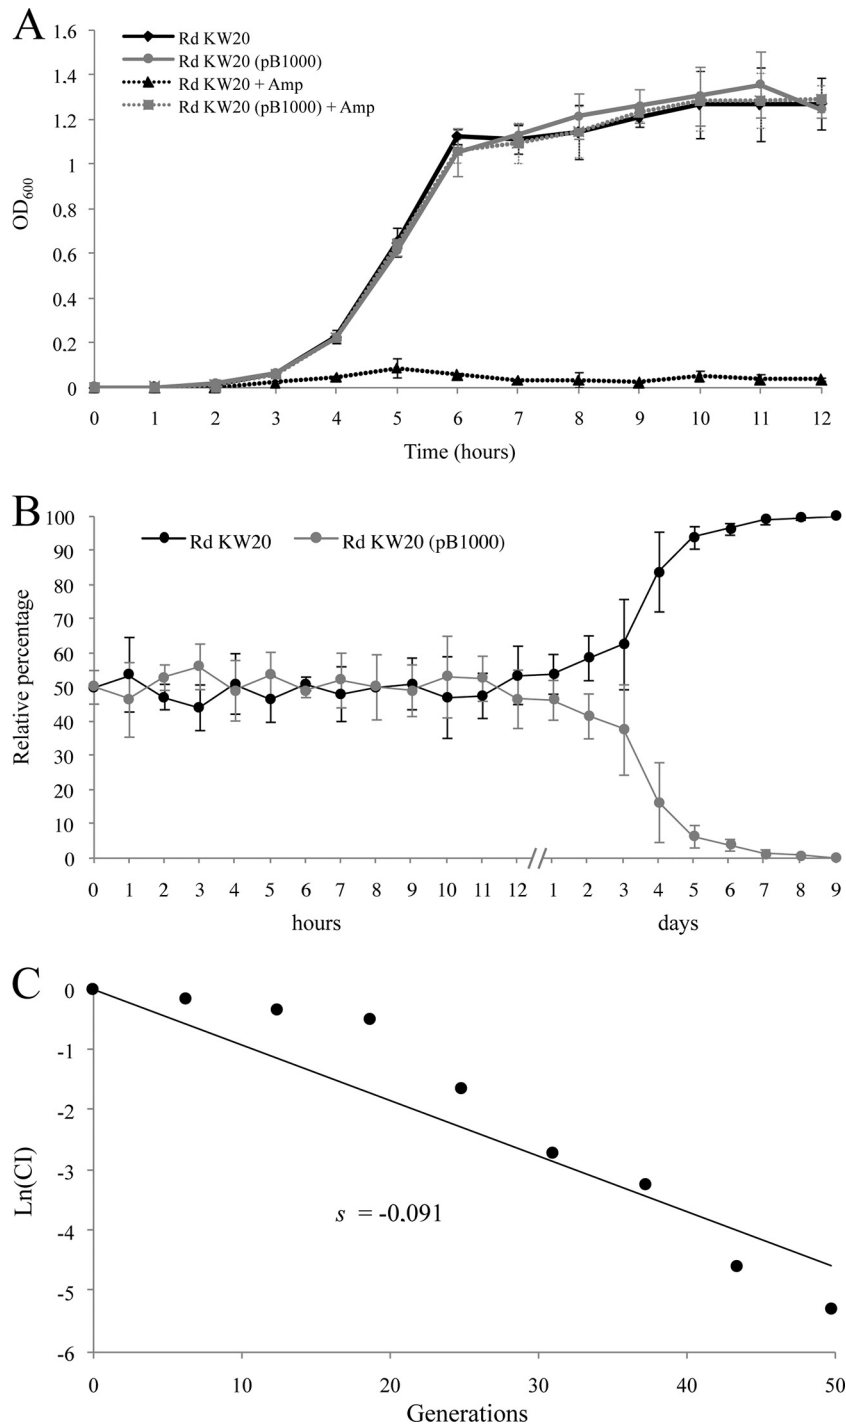 A
Rd KW20
Rd KW20 (pB1000)
Rd KW20 + Amp
Rd KW20 (pB1000) + Amp
1.6
1.4
1.2
1
0.8
0.6
0.4
0.2
0
OD600
0 1 2 3 4 5 6 7 8 9 10 11 12
Time (hours)
B
Rd KW20
Rd KW20 (pB1000)
100
90
80
70
60
50
40
30
20
10
0
Relative percentage
0 1 2 3 4 5 6 7 8 9 10 11 12 1 2 3 4 5 6 7 8 9
hours days
C
0
-1
-2
-3
-4
-5
-6
Ln(CI)
s = -0.091
0 10 20 30 40 50
Generations